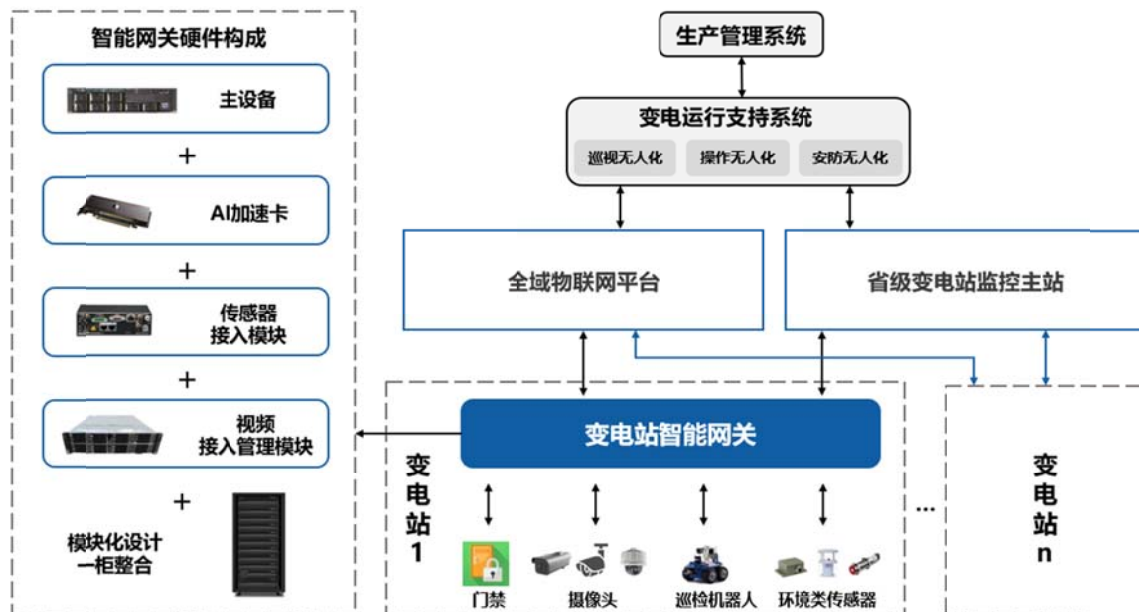 智能网关硬件构成
主设备
+
AI加速卡
+
传感器
接入模块
+
视频
接入管理模块
+
模块化设计
一柜整合
生产管理系统
变电运行支持系统
巡视无人化
操作无人化
安防无人化
全域物联网平台
省级变电站监控主站
变电站1
变电站智能网关
门禁
摄像头
巡检机器人
环境类传感器
...
变电站n